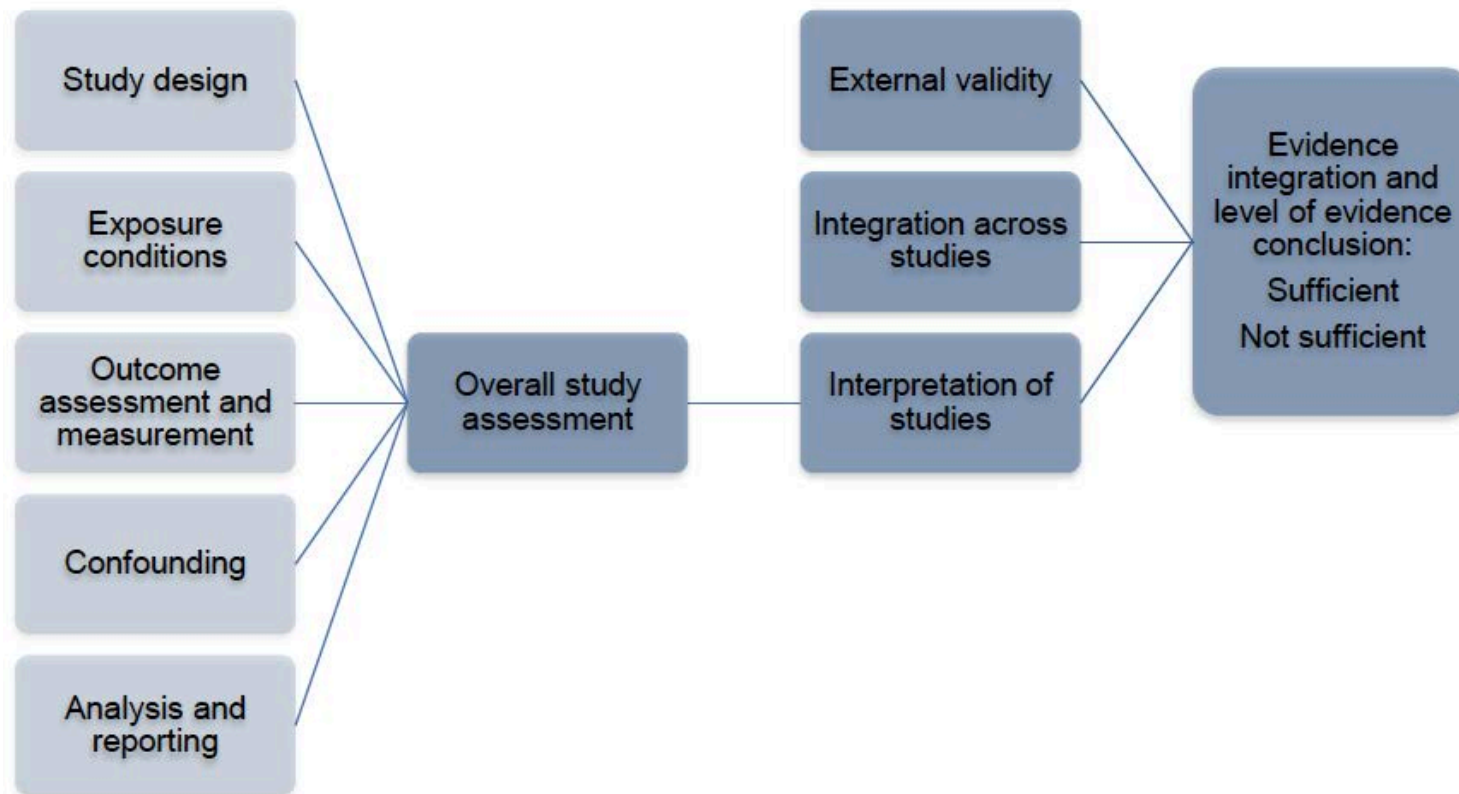 Study design
Exposure
conditions
Outcome
assessment and
measurement
Confounding
Analysis and
reporting
Overall study
assessment
External validity
Integration across
studies
Interpretation of
studies
Evidence
integration and
level of evidence
conclusion:
Sufficient
Not sufficient